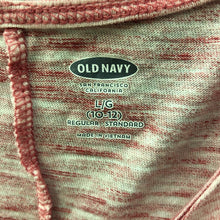 OLD NAVY
SAN FRANCISCO
CALIFORNIA
L/G
(10-12)
REGULAR - STANDARD
MADE IN VIETNAM